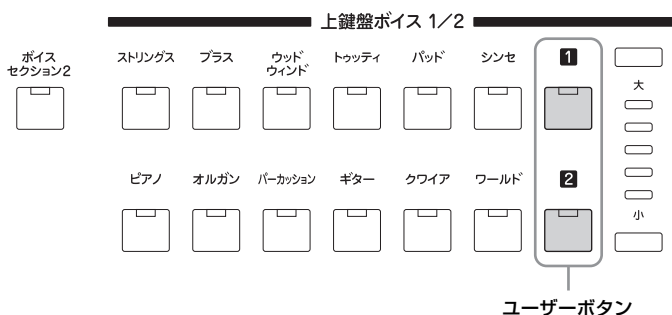 上鍵盤ボイス 1／2
ボイス
セクション2
ストリングス ブラス ウッド トゥッティ パッド シンセ 1
ウィンド
大
ピアノ オルガン パーカッション ギター クワイア ワールド 2
小
ユーザーボタン